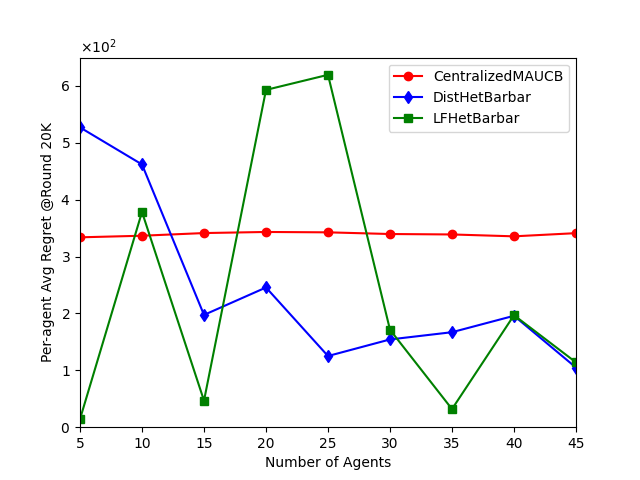 ×10²
CentralizedMAUCB
DistHetBarbar
LFHetBarbar
6
5
4
3
2
1
0
Per-agent Avg Regret @Round 20K
5 10 15 20 25 30 35 40 45
Number of Agents